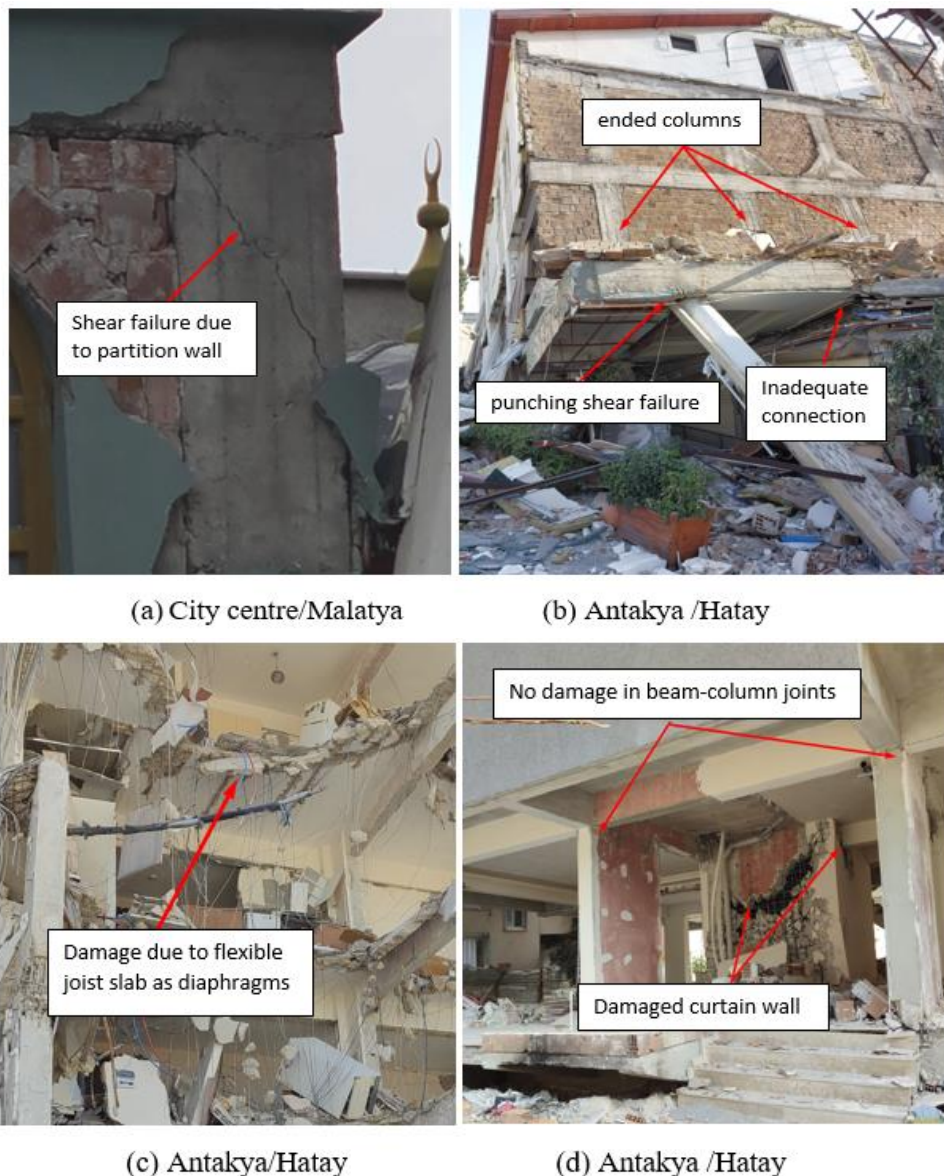 Shear failure due
to partition wall
ended columns
punching shear failure
Inadequate
connection
(a) City centre/Malatya
(b) Antakya /Hatay
Damage due to flexible
joist slab as diaphragms
No damage in beam-column joints
Damaged curtain wall
(c) Antakya/Hatay
(d) Antakya /Hatay